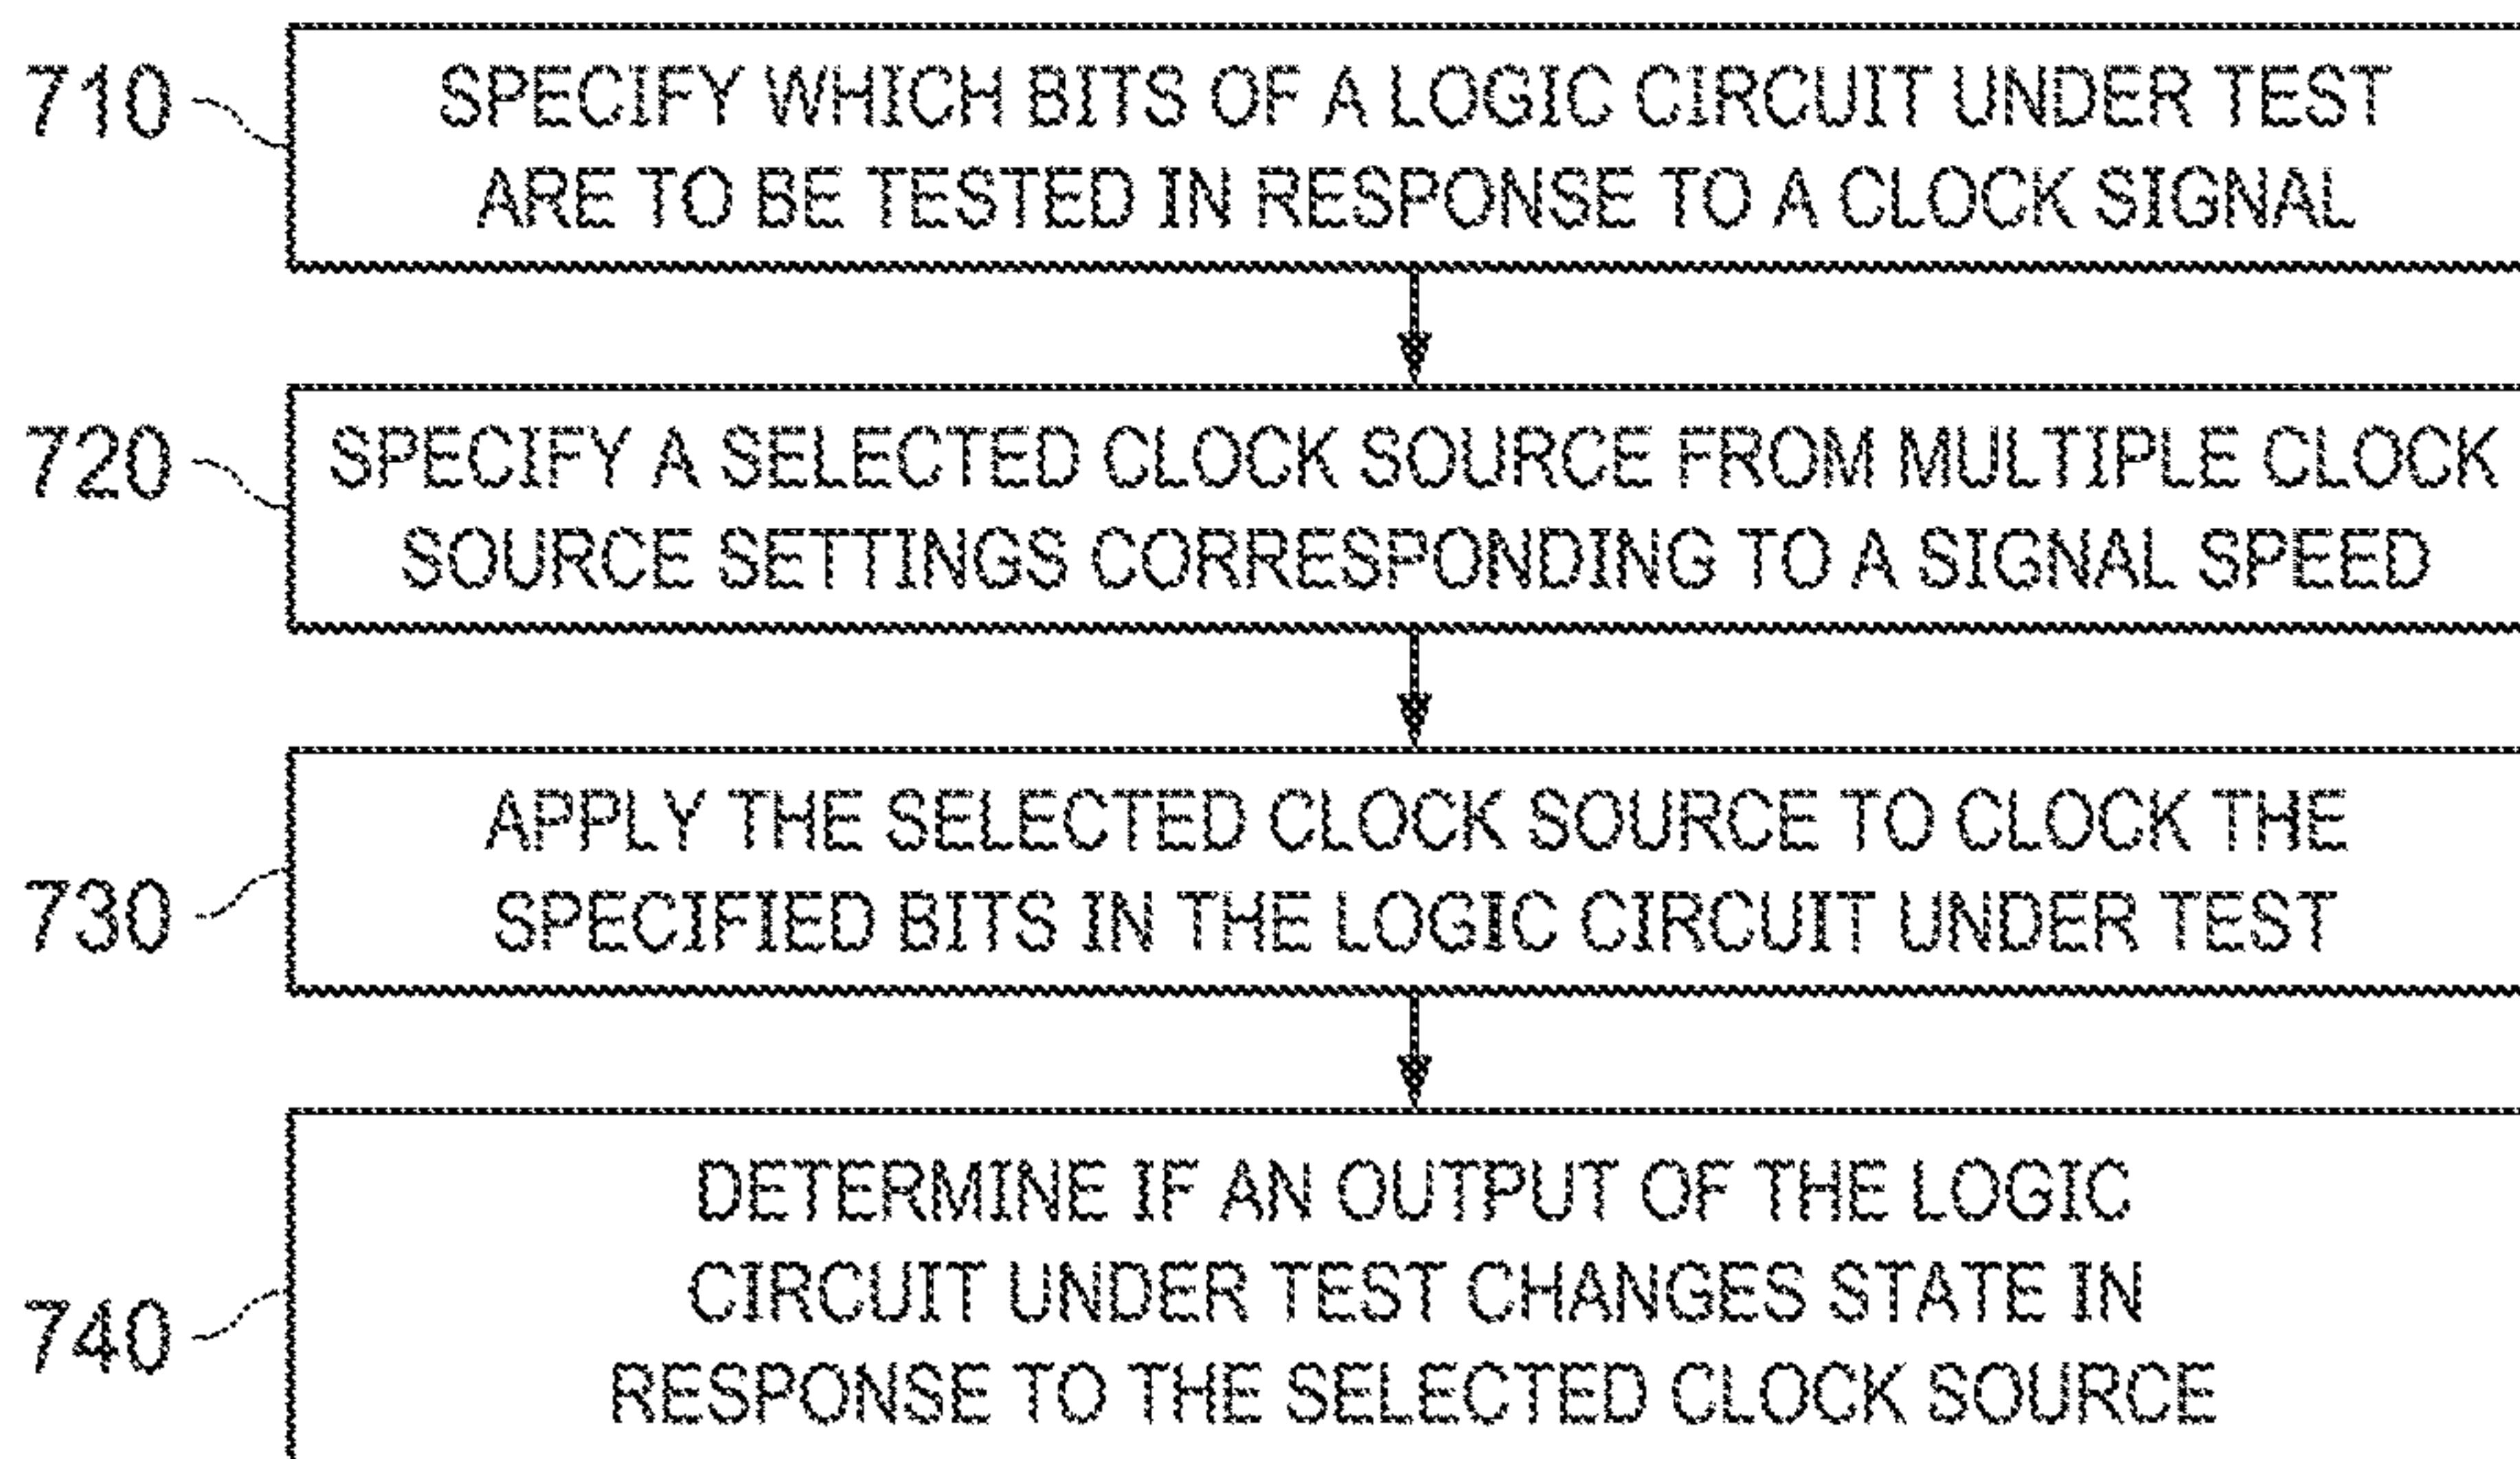 710
SPECIFY WHICH BITS OF A LOGIC CIRCUIT UNDER TEST
ARE TO BE TESTED IN RESPONSE TO A CLOCK SIGNAL
720
SPECIFY A SELECTED CLOCK SOURCE FROM MULTIPLE CLOCK
SOURCE SETTINGS CORRESPONDING TO A SIGNAL SPEED
730
APPLY THE SELECTED CLOCK SOURCE TO CLOCK THE
SPECIFIED BITS IN THE LOGIC CIRCUIT UNDER TEST
740
DETERMINE IF AN OUTPUT OF THE LOGIC
CIRCUIT UNDER TEST CHANGES STATE IN
RESPONSE TO THE SELECTED CLOCK SOURCE